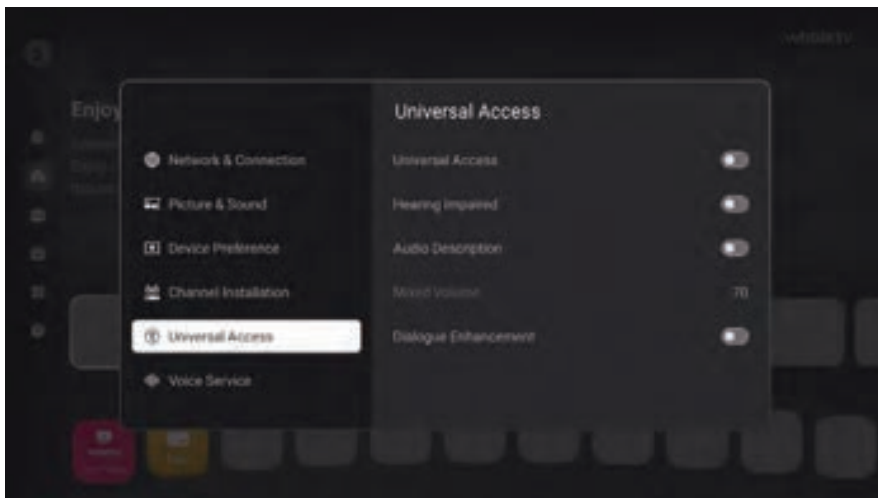 Enjoy
Universal Access
Network & Connection
Picture & Sound
Device Preference
Channel Installation
Universal Access
Voice Service
Universal Access
Hearing Impaired
Audio Description
Mixed Volume 70
Dialogue Enhancement